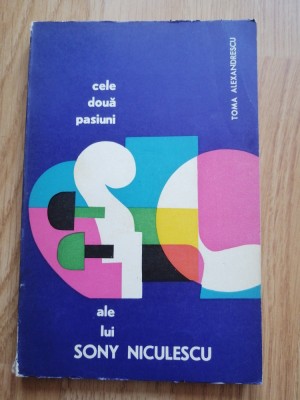 TOMA ALEXANDRESCU
cele
două
pasiuni
ale
lui
SONY NICULESCU